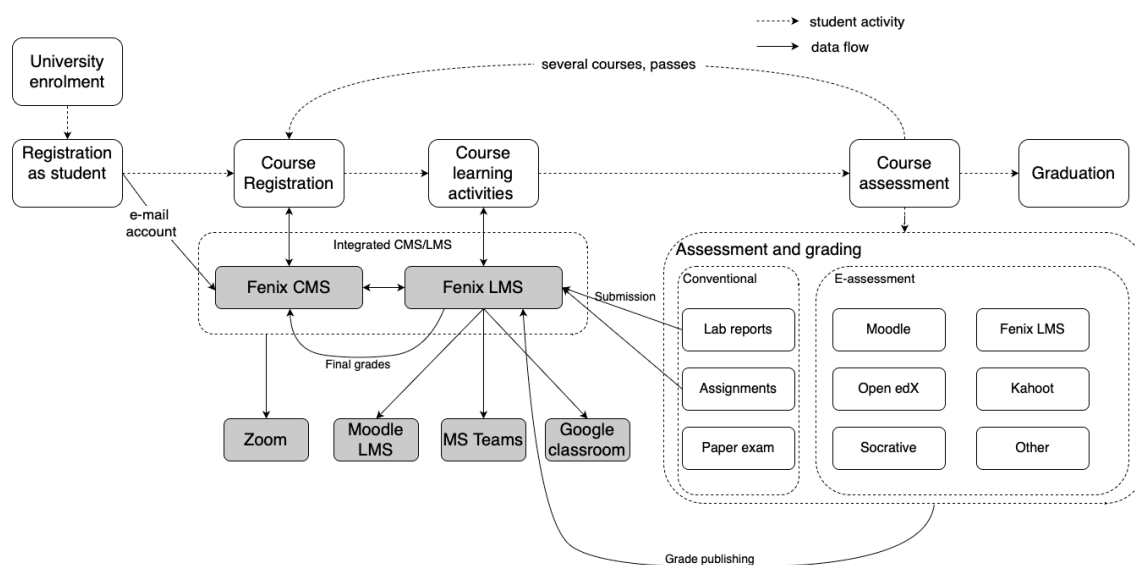 student activity
data flow
University
enrolment
several courses, passes
Registration
as student
Course
Registration
Course
learning
activities
Course
assessment
Graduation
e-mail
account
Integrated CMS/LMS
Fenix CMS
Fenix LMS
Final grades
Zoom
Moodle
LMS
MS Teams
Google
classroom
Assessment and grading
Conventional
Submission
Lab reports
Assignments
Paper exam
E-assessment
Moodle
Fenix LMS
Open edX
Kahoot
Socrative
Other
Grade publishing